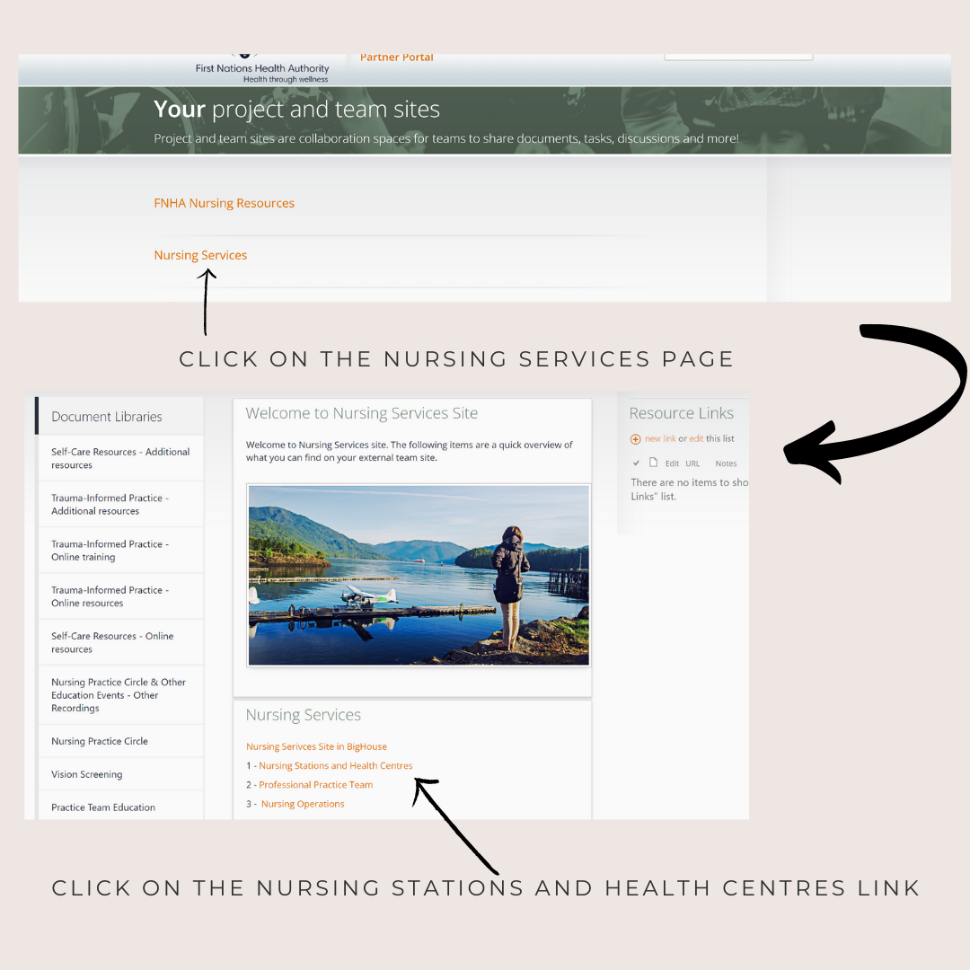 Partner Portal
First Nations Health Authority
Health through wellness
Your project and team sites
Project and team sites are collaboration spaces for teams to share documents, tasks, discussions and more!
FNHA Nursing Resources
Nursing Services
CLICK ON THE NURSING SERVICES PAGE
Document Libraries
Self-Care Resources - Additional
resources
Trauma-Informed Practice -
Additional resources
Trauma-Informed Practice -
Online training
Trauma-Informed Practice -
Online resources
Self-Care Resources - Online
resources
Nursing Practice Circle & Other
Education Events - Other
Recordings
Nursing Practice Circle
Vision Screening
Practice Team Education
Welcome to Nursing Services Site
Welcome to Nursing Services site. The following items are a quick overview of
what you can find on your external team site.
Nursing Services
Nursing Serivces Site in BigHouse
1 - Nursing Stations and Health Centres
2 - Professional Practice Team
3 - Nursing Operations
Resource Links
new link or edit this list
Edit URL Notes
There are no items to sho
Links" list.
CLICK ON THE NURSING STATIONS AND HEALTH CENTRES LINK